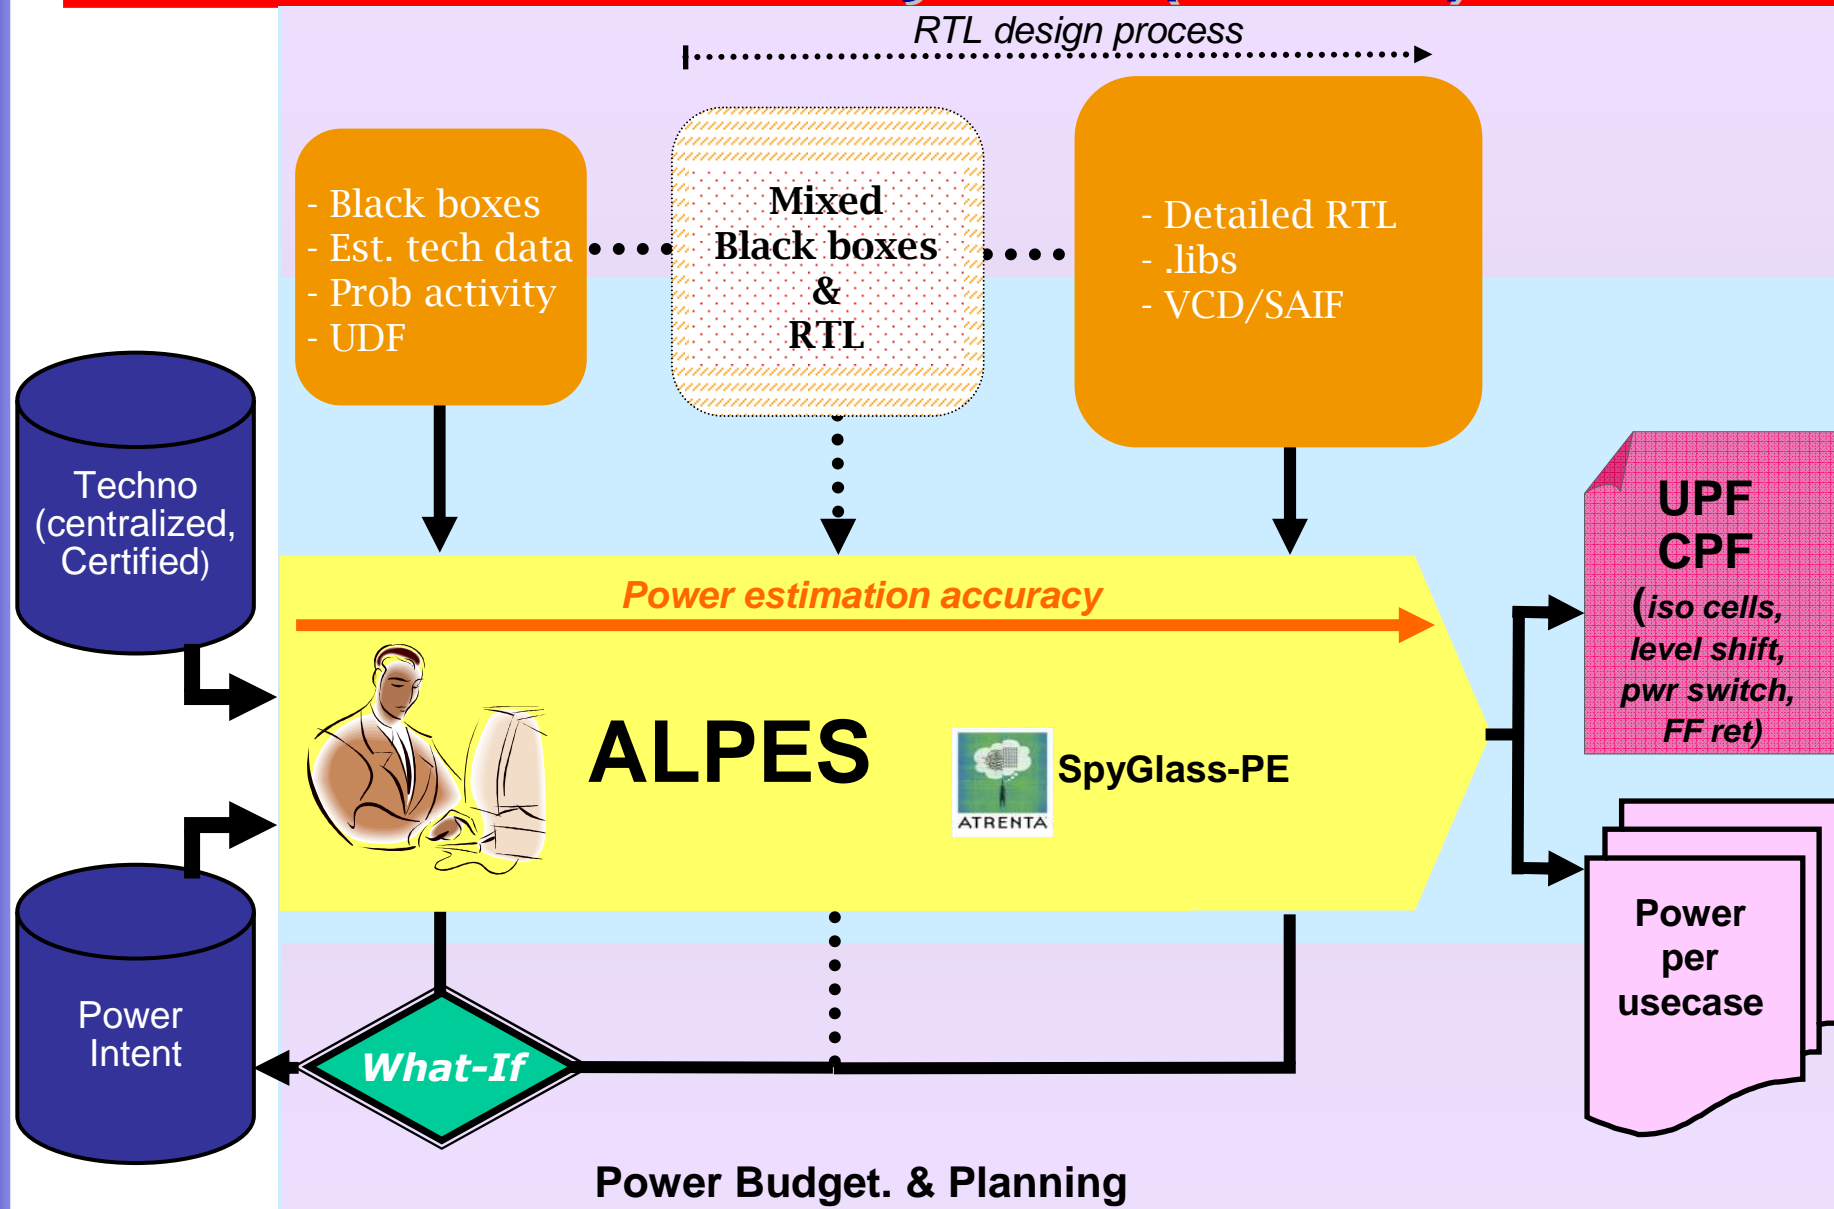 RTL design process
- Black boxes
- Est. tech data
- Prob activity
- UDF
Mixed
Black boxes
&
RTL
- Detailed RTL
- .libs
- VCD/SAIF
Techno
(centralized,
Certified)
Power estimation accuracy
ALPES
ATRENTA
SpyGlass-PE
UPF
CPF
(iso cells,
level shift,
pwr switch,
FF ret)
Power
Intent
What-If
Power
per
usecase
Power Budget. & Planning